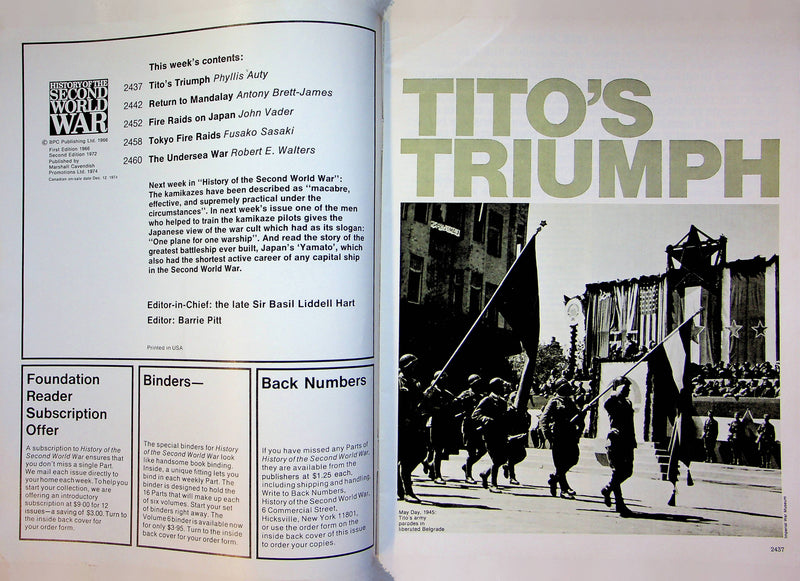 HISTORY OF THE
SECOND
WORLD
WAR
© BPC Publishing Ltd. 1966
First Edition 1966
Second Edition 1972
Published by
Marshall Cavendish
Promotions Ltd. 1974
Canadian on-sale date Dec. 12 1974
This week's contents:
2437 Tito's Triumph Phyllis Auty
2442 Return to Mandalay Antony Brett-James
2452 Fire Raids on Japan John Vader
2458 Tokyo Fire Raids Fusako Sasaki
2460 The Undersea War Robert E. Walters
Next week in "History of the Second World War":
The kamikazes have been described as "macabre,
effective, and supremely practical under the
circumstances". In next week's issue one of the men
who helped to train the kamikaze pilots gives the
Japanese view of the war cult which had as its slogan:
"One plane for one warship". And read the story of the
greatest battleship ever built, Japan's 'Yamato', which
also had the shortest active career of any capital ship
in the Second World War.
Editor-in-Chief: the late Sir Basil Liddell Hart
Editor: Barrie Pitt
Printed in USA
Foundation
Reader
Subscription
Offer
A subscription to History of the
Second World War ensures that
you don't miss a single Part.
We mail each issue directly to
your home each week. To help you
start your collection, we are
offering an introductory
subscription at $9.00 for 12
issues—a saving of $3.00. Turn to
the inside back cover for
your order form.
Binders—
The special binders for History
of the Second World War look
like handsome book binding.
Inside, a unique fitting lets you
bind in each weekly Part. The
binder is designed to hold the
16 Parts that will make up each
of six volumes. Start your set
of binders right away. The
Volume 6 binder is available now
for only $3.95. Turn to the inside
back cover for your order form.
Back Numbers
If you have missed any Parts of
History of the Second World War,
they are available from the
publishers at $1.25 each,
including shipping and handling.
Write to Back Numbers,
History of the Second World War,
6 Commercial Street,
Hicksville, New York 11801,
or use the order form on the
inside back cover of this issue
to order your copies.
TITO'S
TRIUMPH
May Day, 1945:
Tito's army
parades in
liberated Belgrade
Imperial War Museum
2437